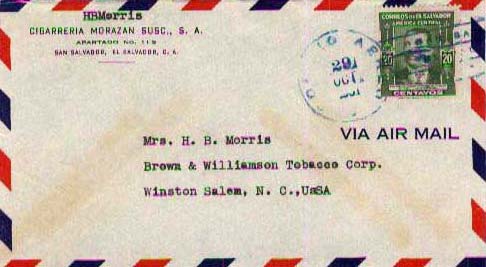 HBMorris
CIGARRERIA MORAZAN SUSC., S. A.
APARTADO No. 119
SAN SALVADOR, EL SALVADOR, C. A.
CORREOS DE EL SALVADOR
AMERICA CENTRAL
20 20
CENTAVOS
29
OCT
VIA AIR MAIL
Mrs. H. B. Morris
Brown & Williamson Tobacco Corp.
Winston Salem, N. C.,UsSA